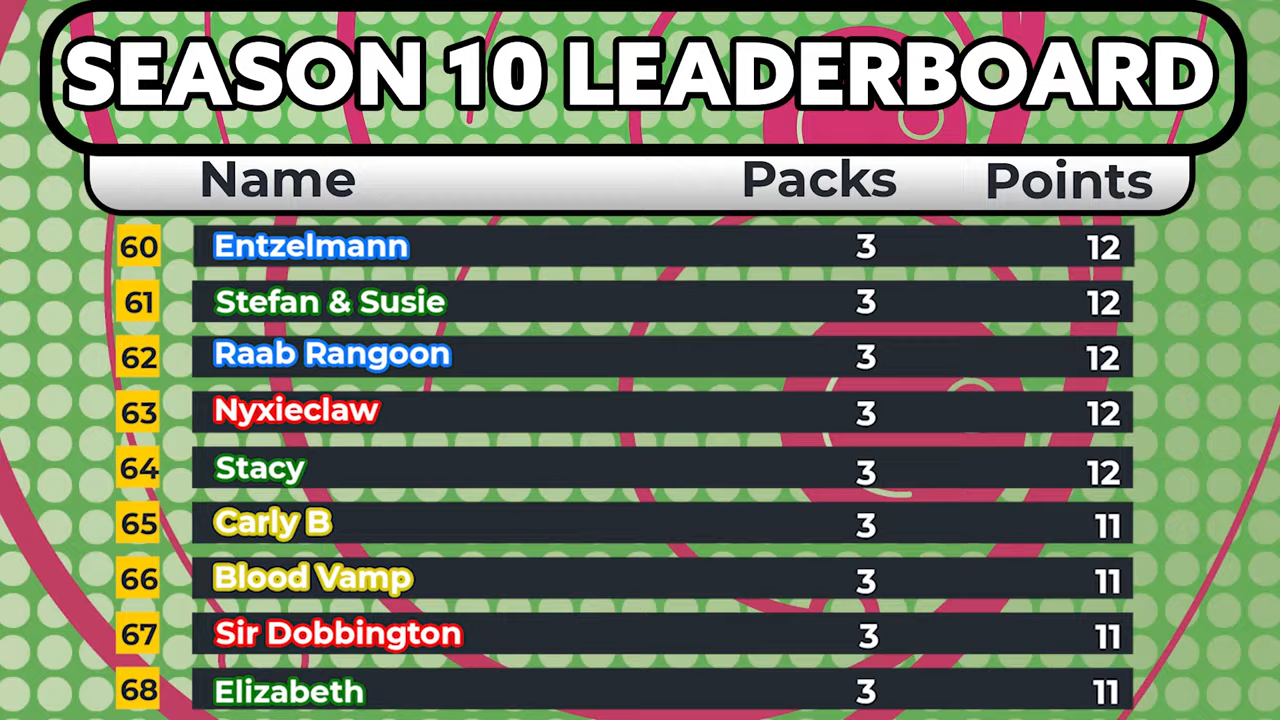 SEASON 10 LEADERBOARD
Name Packs Points
60 Entzelmann 3 12
61 Stefan & Susie 3 12
62 Raab Rangoon 3 12
63 Nyxieclaw 3 12
64 Stacy 3 12
65 Carly B 3 11
66 Blood Vamp 3 11
67 Sir Dobbington 3 11
68 Elizabeth 3 11